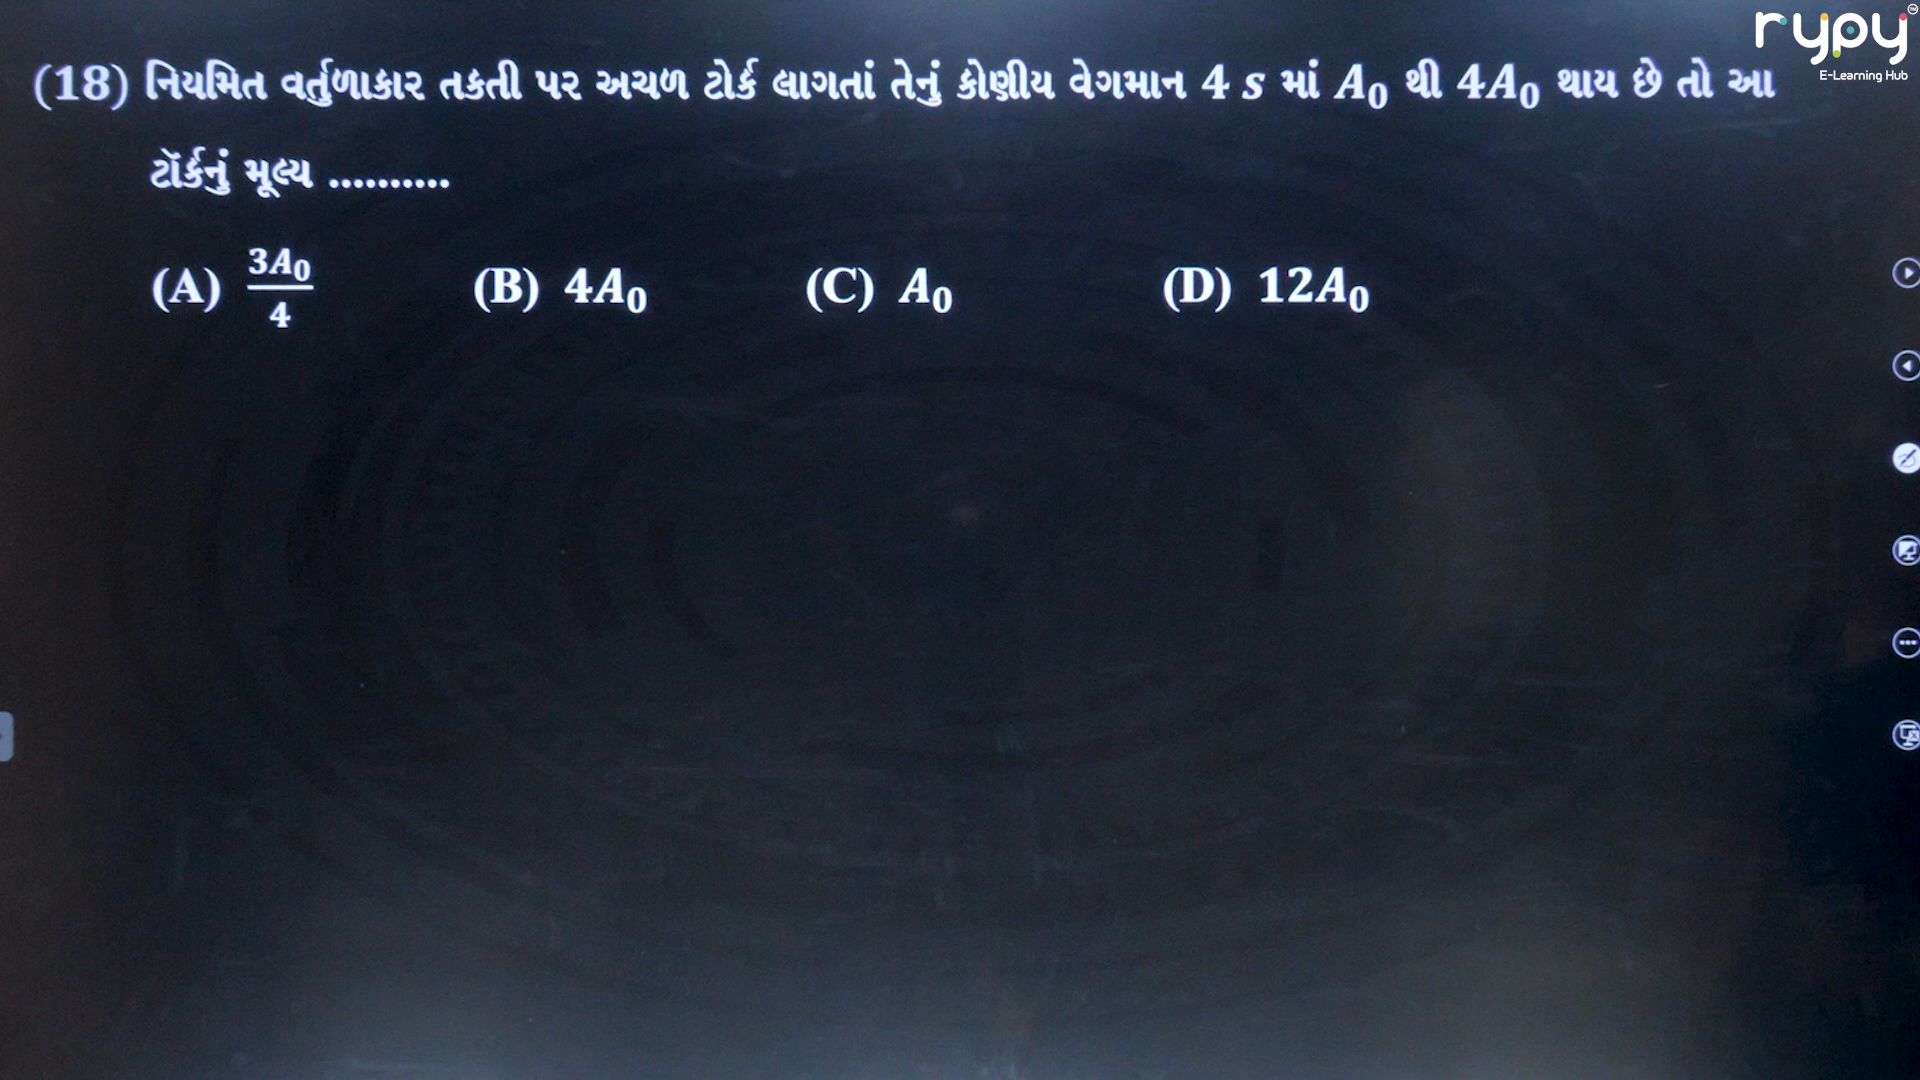 rypy TM
E-Learning Hub
(18) નિયમિત વર્તુળાકાર તકતી પર અચળ ટોર્ક લાગતાં તેનું કોણીય વેગમાન 4 s માં A₀ થી 4A₀ થાય છે તો આ
ટૉર્કનું મૂલ્ય ..........
(A) 3A₀/4 (B) 4A₀ (C) A₀ (D) 12A₀